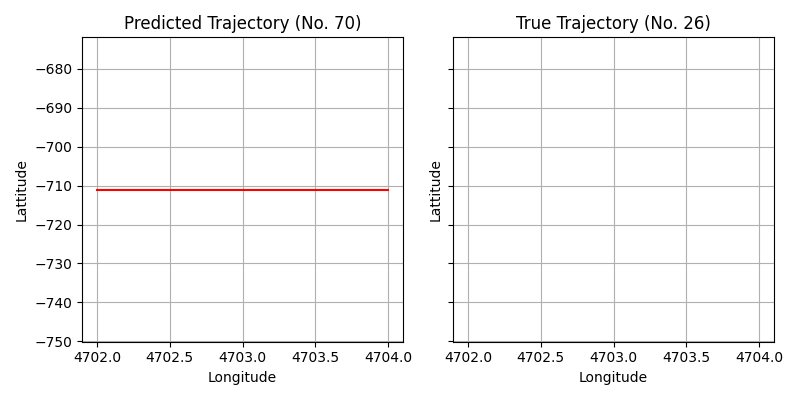 Predicted Trajectory (No. 70)
True Trajectory (No. 26)
Lattitude
−680
−690
−700
−710
−720
−730
−740
−750
4702.0 4702.5 4703.0 4703.5 4704.0
Longitude
Lattitude
4702.0 4702.5 4703.0 4703.5 4704.0
Longitude